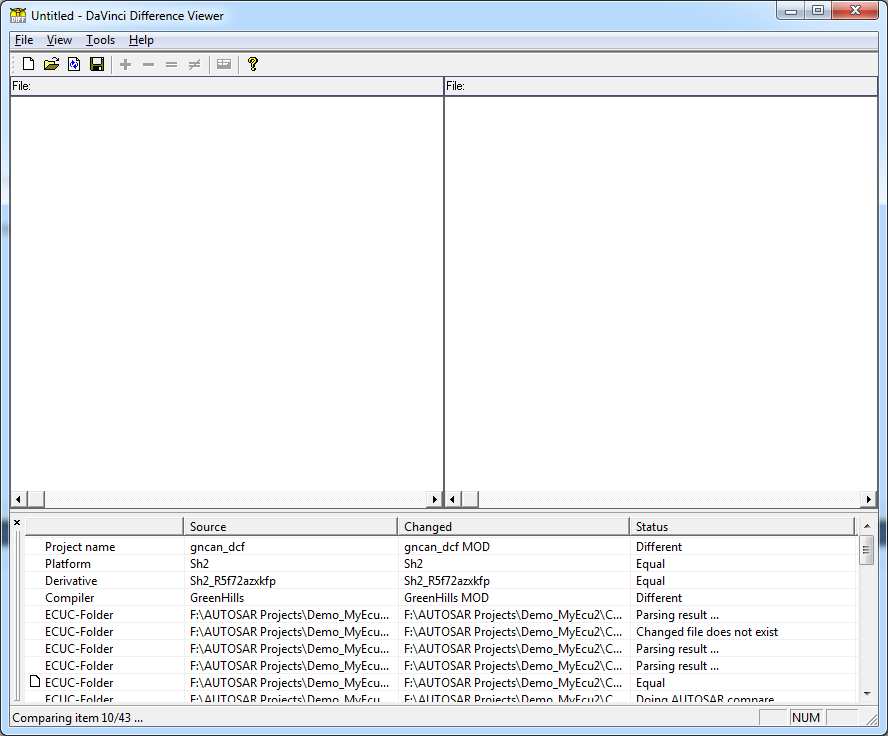 Untitled - DaVinci Difference Viewer
File View Tools Help
File: File:
Source Changed Status
Project name gncan_dcf gncan_dcf MOD Different
Platform Sh2 Sh2 Equal
Derivative Sh2_R5f72azxkfp Sh2_R5f72azxkfp Equal
Compiler GreenHills GreenHills MOD Different
ECUC-Folder F:\AUTOSAR Projects\Demo_MyEcu... F:\AUTOSAR Projects\Demo_MyEcu2\C... Parsing result ...
ECUC-Folder F:\AUTOSAR Projects\Demo_MyEcu... F:\AUTOSAR Projects\Demo_MyEcu2\C... Changed file does not exist
ECUC-Folder F:\AUTOSAR Projects\Demo_MyEcu... F:\AUTOSAR Projects\Demo_MyEcu2\C... Parsing result ...
ECUC-Folder F:\AUTOSAR Projects\Demo_MyEcu... F:\AUTOSAR Projects\Demo_MyEcu2\C... Parsing result ...
ECUC-Folder F:\AUTOSAR Projects\Demo_MyEcu... F:\AUTOSAR Projects\Demo_MyEcu2\C... Equal
ECUC-Folder F:\AUTOSAR Projects\Demo_MyEcu... F:\AUTOSAR Projects\Demo_MyEcu2\C... Doing AUTOSAR compare
Comparing item 10/43 ... NUM